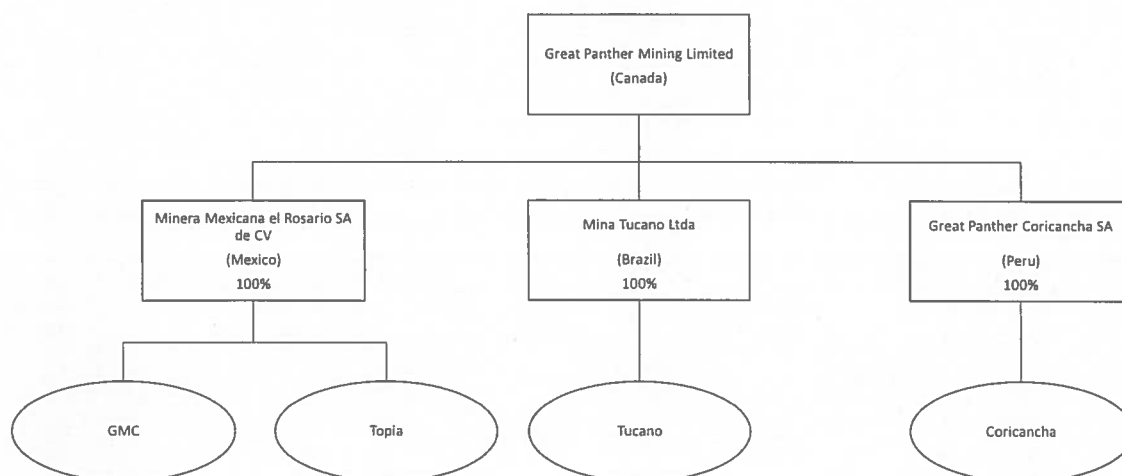 Great Panther Mining Limited
(Canada)
Minera Mexicana el Rosario SA
de CV
(Mexico)
100%
Mina Tucano Ltda
(Brazil)
100%
Great Panther Coricancha SA
(Peru)
100%
GMC
Topia
Tucano
Coricancha